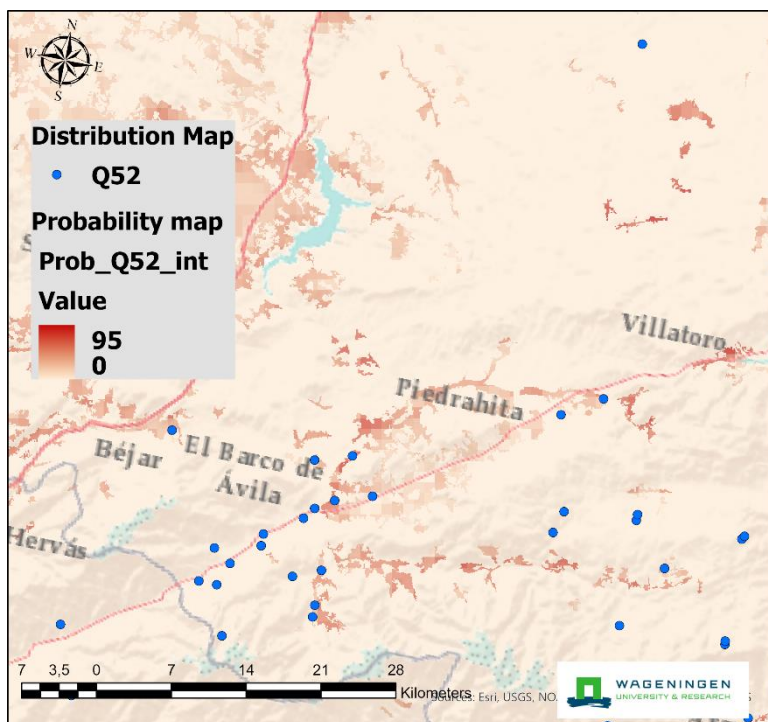 N
W
E
S
Distribution Map
Q52
Probability map
Prob_Q52_int
Value
95
0
Villatoro
Piedrahita
Béjar
El Barco de
Ávila
Hervás
7 3,5 0 7 14 21 28
Kilometers
Sources: Esri, USGS, NO
WAGENINGEN
UNIVERSITY & RESEARCH